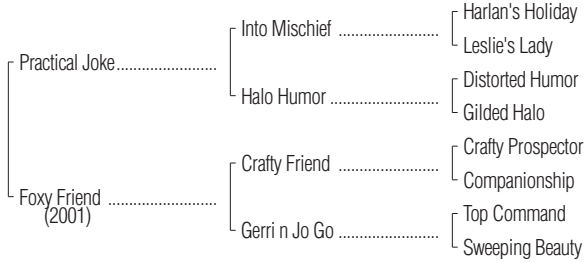 Harlan's Holiday
Into Mischief ........................
Leslie's Lady
Practical Joke........................
Distorted Humor
Halo Humor ..........................
Gilded Halo
Crafty Prospector
Crafty Friend ........................
Companionship
Foxy Friend ..........................
(2001)
Top Command
Gerri n Jo Go ........................
Sweeping Beauty